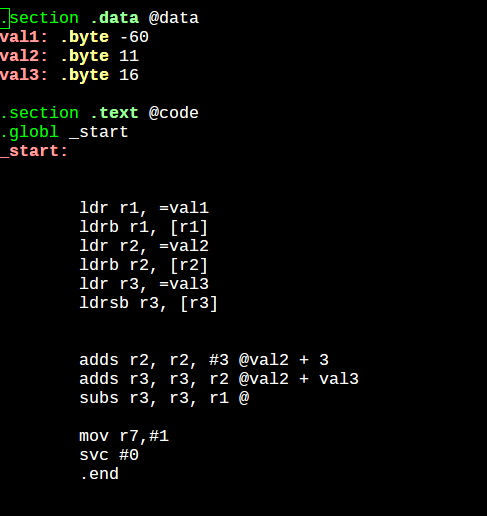 .section .data @data
val1: .byte -60
val2: .byte 11
val3: .byte 16
.section .text @code
.globl _start
_start:
ldr r1, =val1
ldrb r1, [r1]
ldr r2, =val2
ldrb r2, [r2]
ldr r3, =val3
ldrsb r3, [r3]
adds r2, r2, #3 @val2 + 3
adds r3, r3, r2 @val2 + val3
subs r3, r3, r1 @
mov r7,#1
svc #0
.end